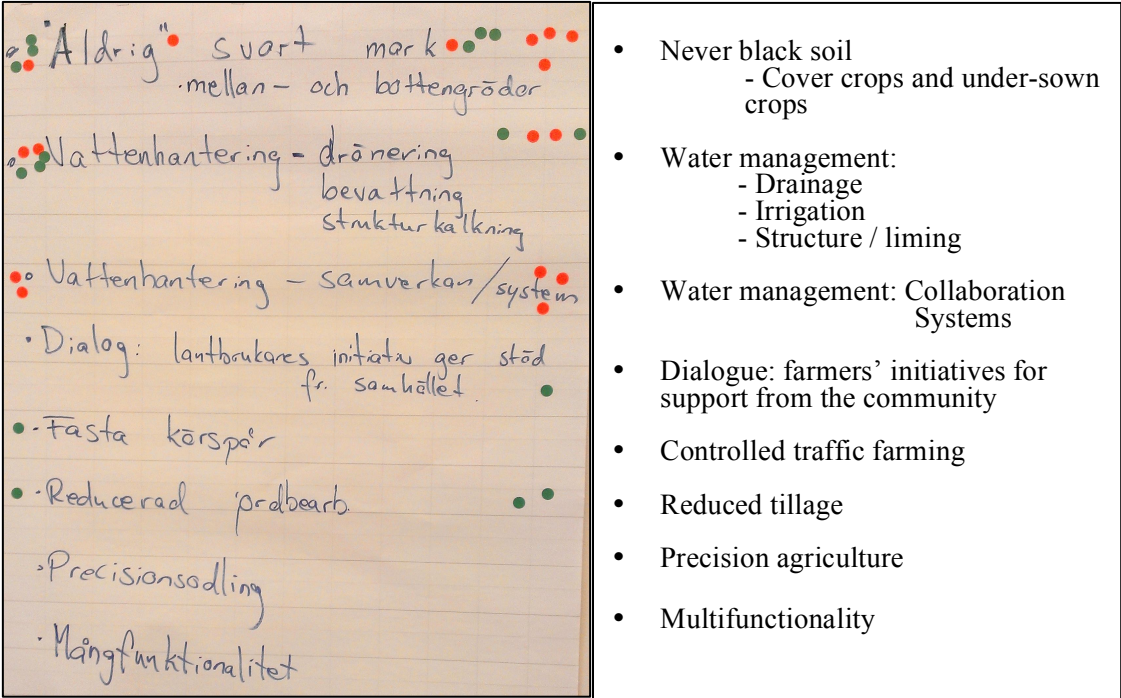 • "Aldrig" svart mark
· mellan- och bottengrödor
• Vattenhantering - dränering
bevattning
strukturkalkning
• Vattenhantering - samverkan/system
• Dialog: lantbrukares initiativ ger stöd
fr. samhället.
• Fasta körspår
• Reducerad jordbearb.
• Precisionsodling
• Mångfunktionalitet
• Never black soil
- Cover crops and under-sown
crops
• Water management:
- Drainage
- Irrigation
- Structure / liming
• Water management: Collaboration
Systems
• Dialogue: farmers’ initiatives for
support from the community
• Controlled traffic farming
• Reduced tillage
• Precision agriculture
• Multifunctionality